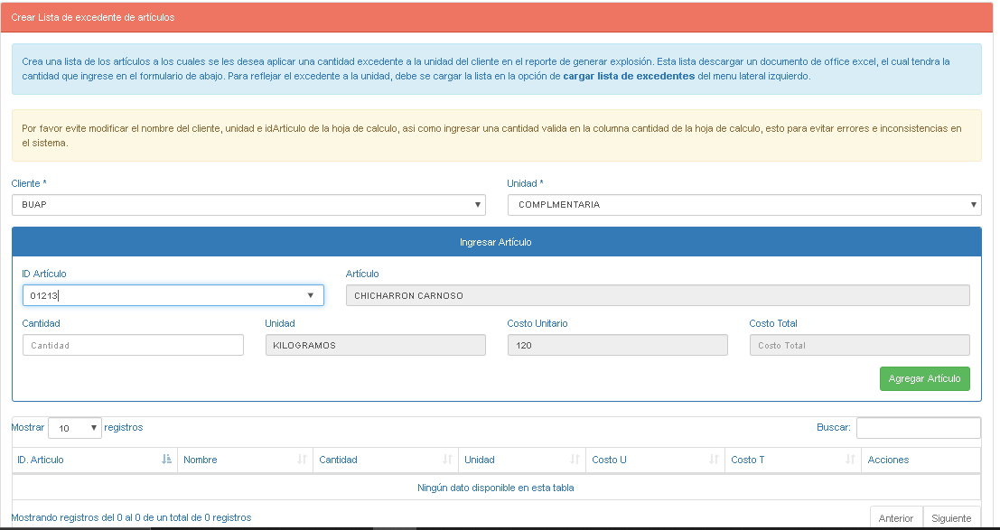 Crear Lista de excedente de artículos
Crea una lista de los artículos a los cuales se les desea aplicar una cantidad excedente a la unidad del cliente en el reporte de generar explosión. Esta lista descargar un documento de office excel, el cual tendra la
cantidad que ingrese en el formulario de abajo. Para reflejar el excedente a la unidad, debe se cargar la lista en la opción de cargar lista de excedentes del menu lateral izquierdo.
Por favor evite modificar el nombre del cliente, unidad e idArticulo de la hoja de calculo, asi como ingresar una cantidad valida en la columna cantidad de la hoja de calculo, esto para evitar errores e inconsistencias en
el sistema.
Cliente * Unidad *
BUAP COMPLMENTARIA
Ingresar Artículo
ID Artículo Artículo
01213 CHICHARRON CARNOSO
Cantidad Unidad Costo Unitario Costo Total
Cantidad KILOGRAMOS 120 Costo Total
Agregar Artículo
Mostrar 10 registros Buscar:
ID. Articulo Nombre Cantidad Unidad Costo U Costo T Acciones
Ningún dato disponible en esta tabla
Mostrando registros del 0 al 0 de un total de 0 registros Anterior Siguiente